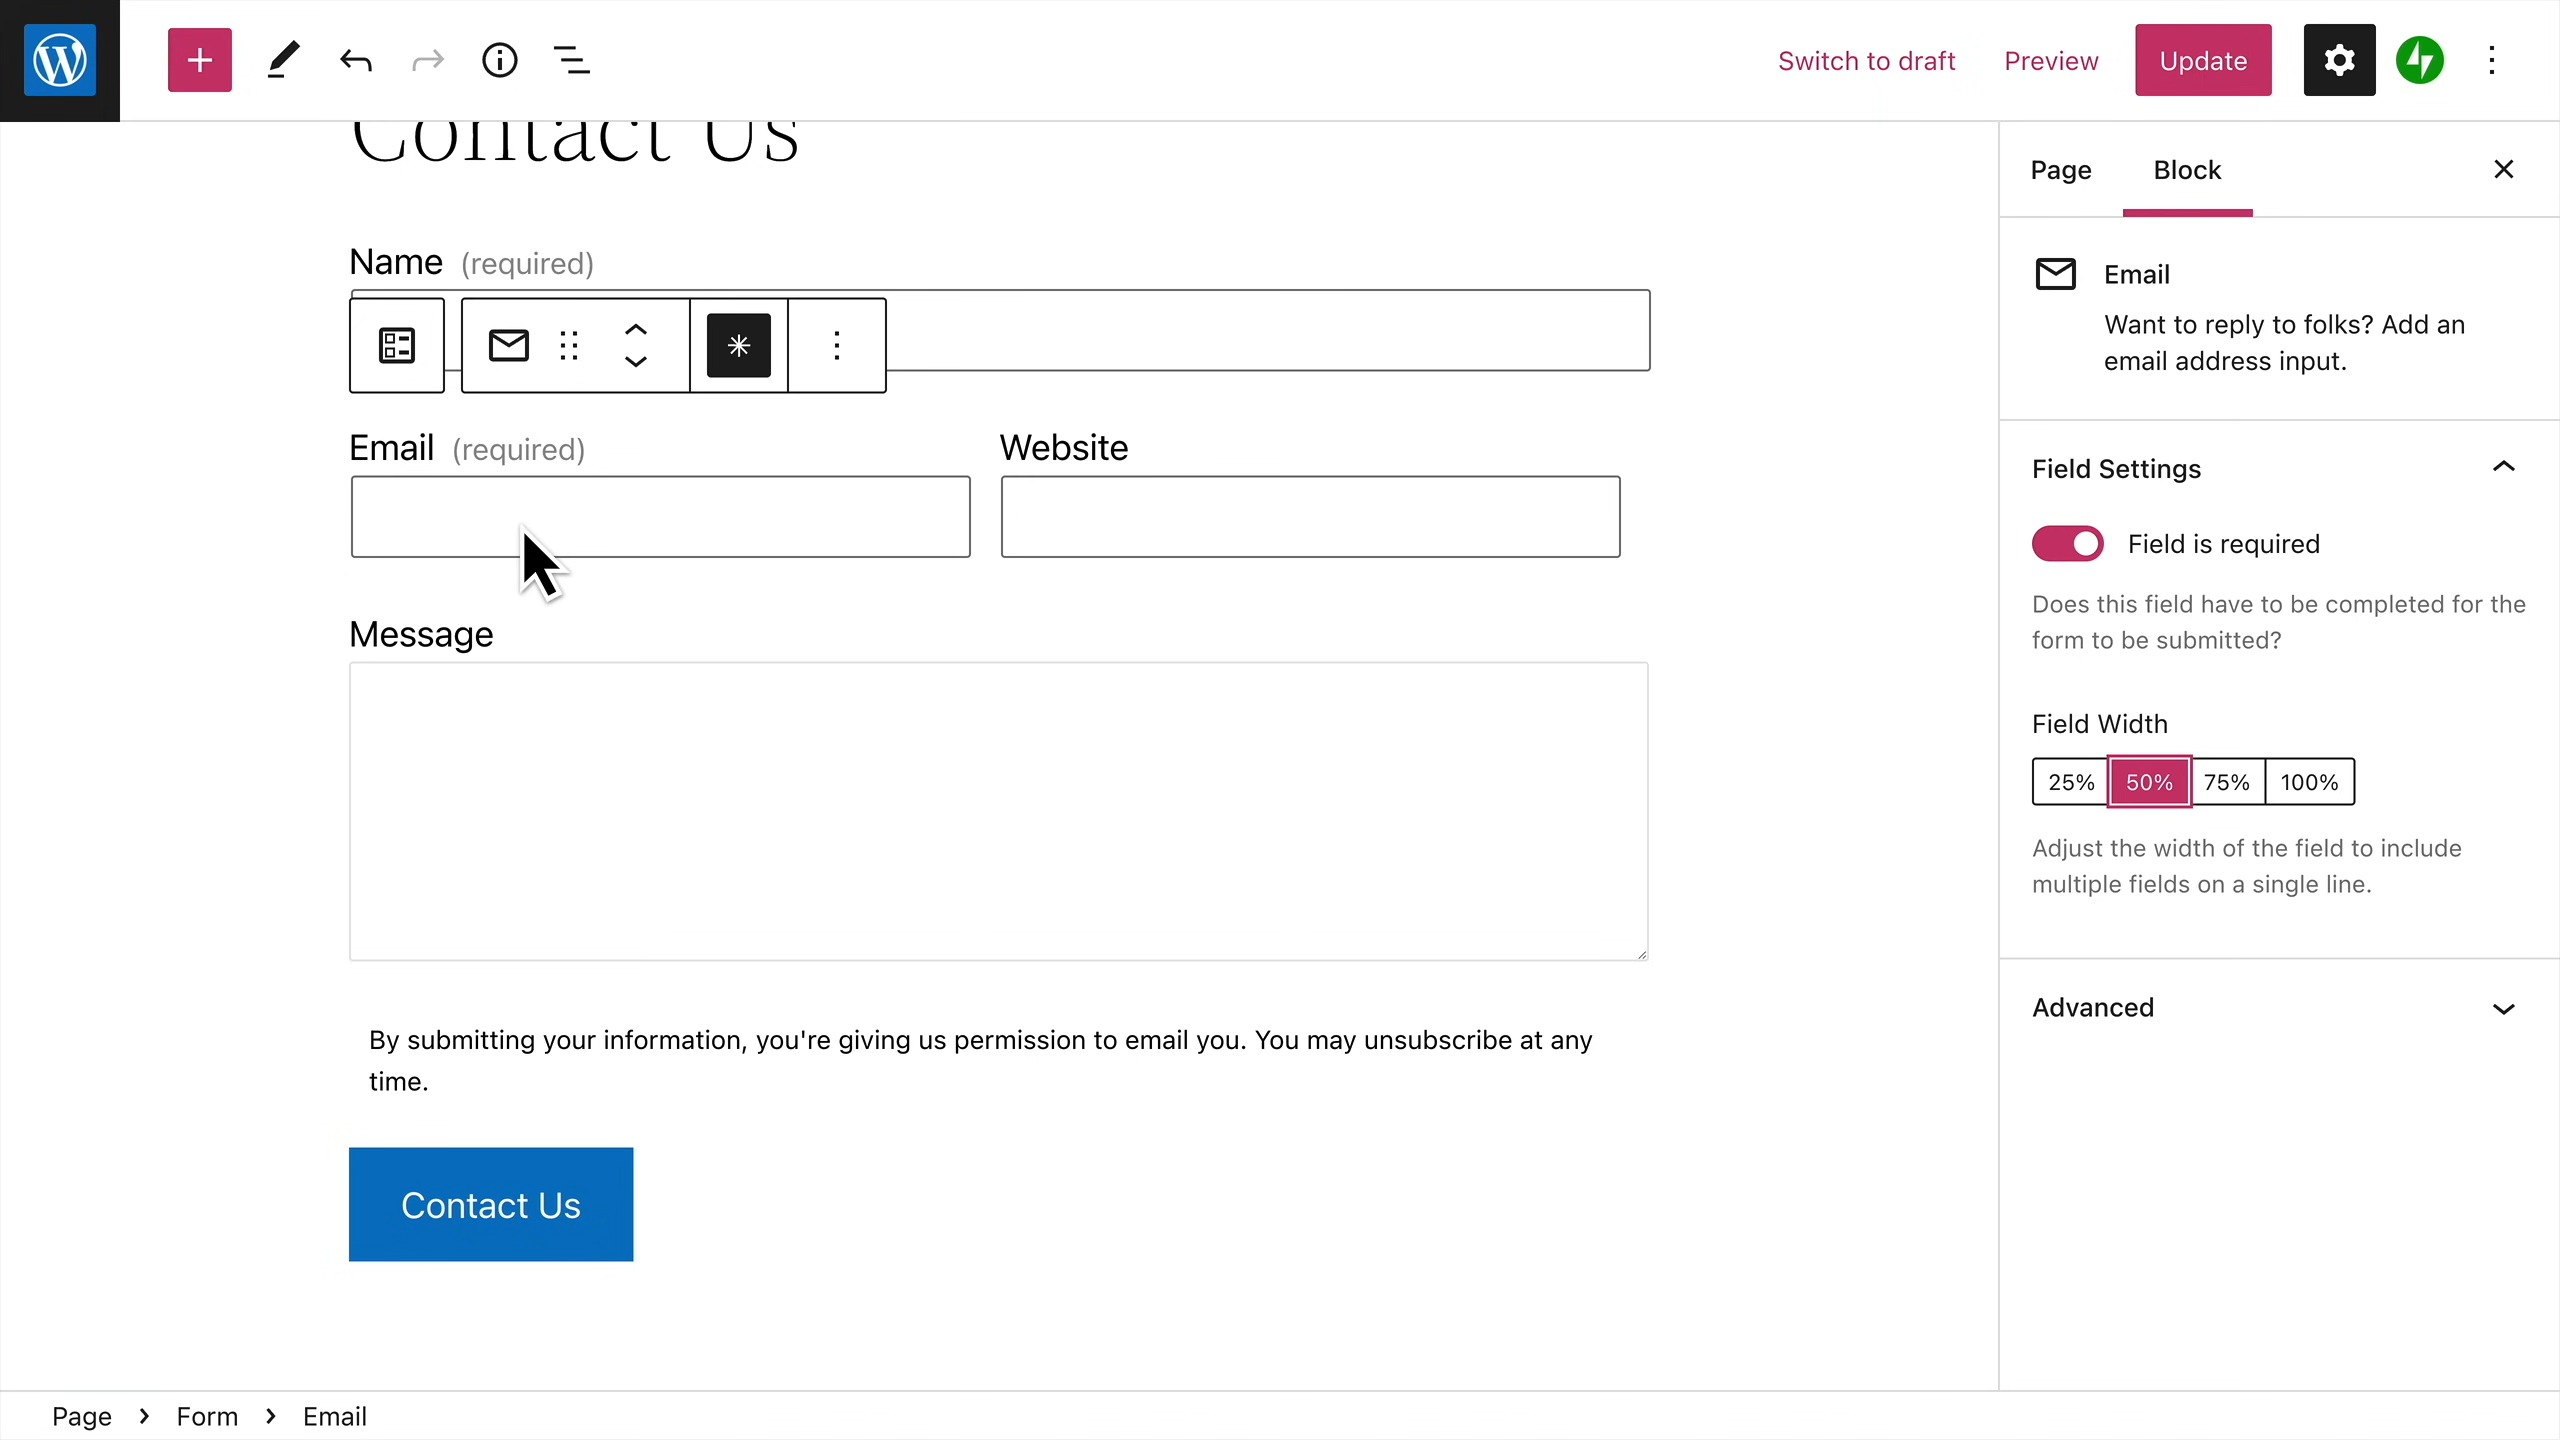 Switch to draft
Preview
Update
Contact Us
Name (required)
Email (required)
Website
Message
By submitting your information, you're giving us permission to email you. You may unsubscribe at any
time.
Contact Us
Page
Block
Email
Want to reply to folks? Add an
email address input.
Field Settings
Field is required
Does this field have to be completed for the
form to be submitted?
Field Width
25% 50% 75% 100%
Adjust the width of the field to include
multiple fields on a single line.
Advanced
Page > Form > Email